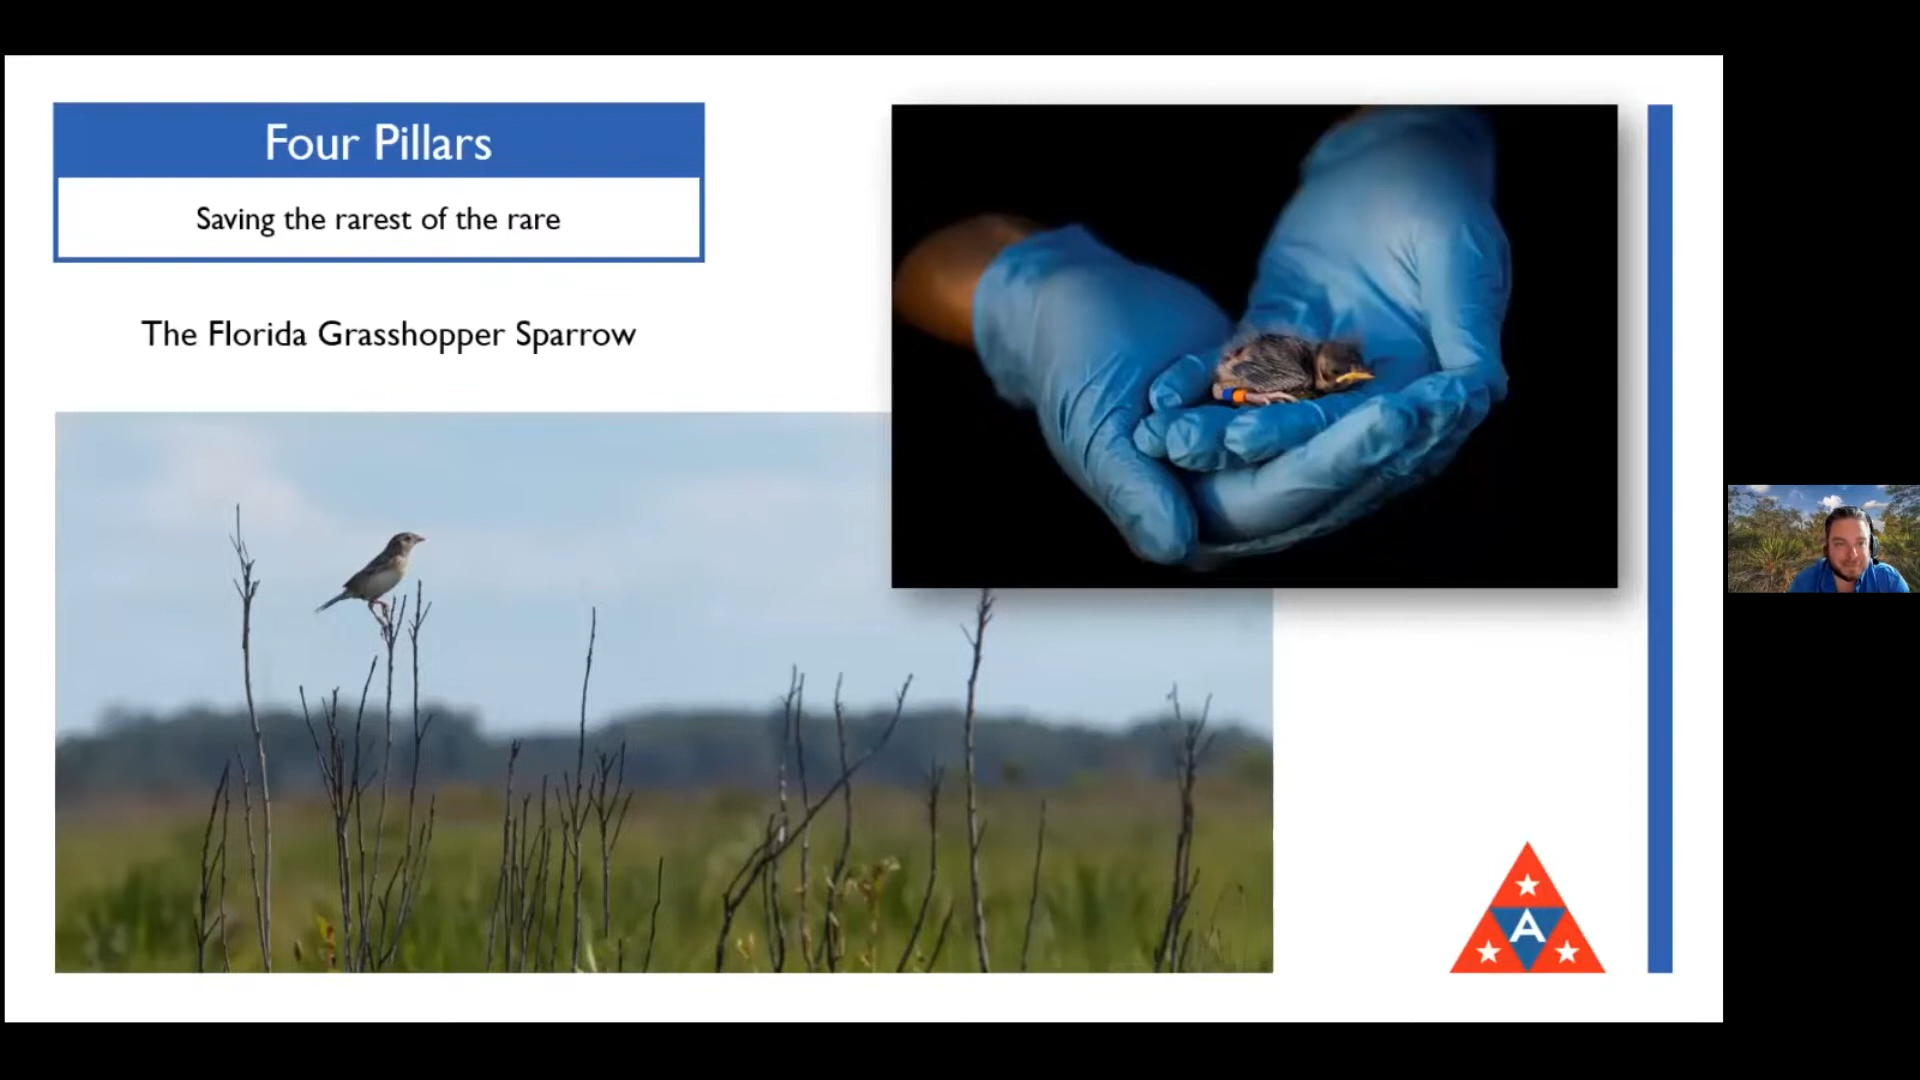 Four Pillars
Saving the rarest of the rare
The Florida Grasshopper Sparrow
A